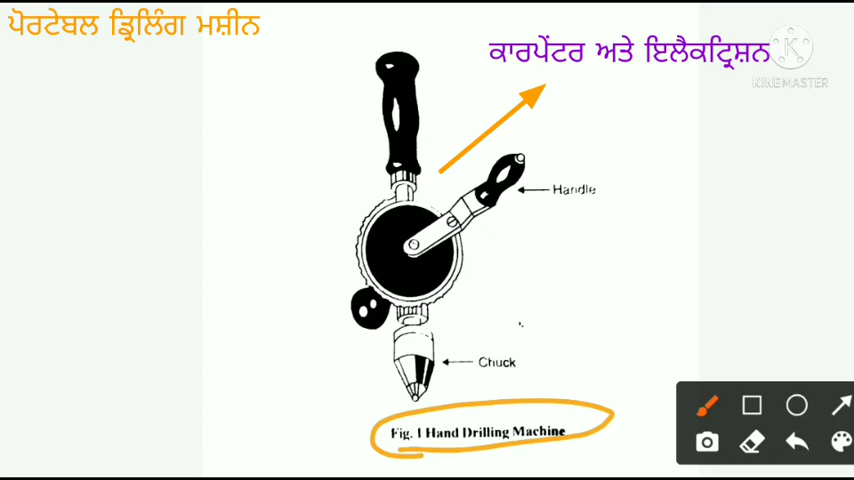 ਪੋਰਟੇਬਲ ਡ੍ਰਿਲਿੰਗ ਮਸ਼ੀਨ
ਕਾਰਪੇਂਟਰ ਅਤੇ ਇਲੈਕਟ੍ਰਿਸ਼ਨ
K
KINEMASTER
Handle
Chuck
Fig. 1 Hand Drilling Machine